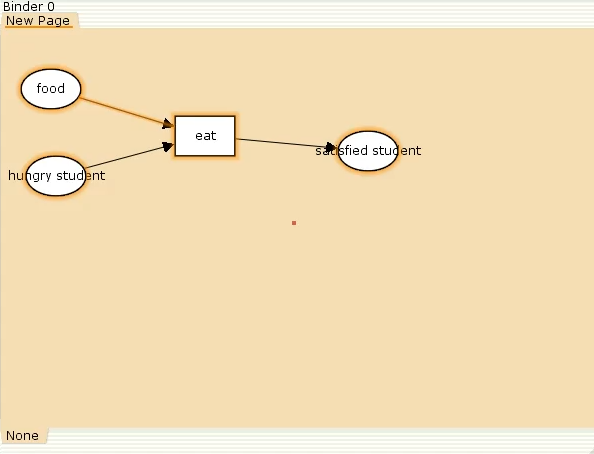 Binder 0
New Page
food
eat
satisfied student
hungry student
None